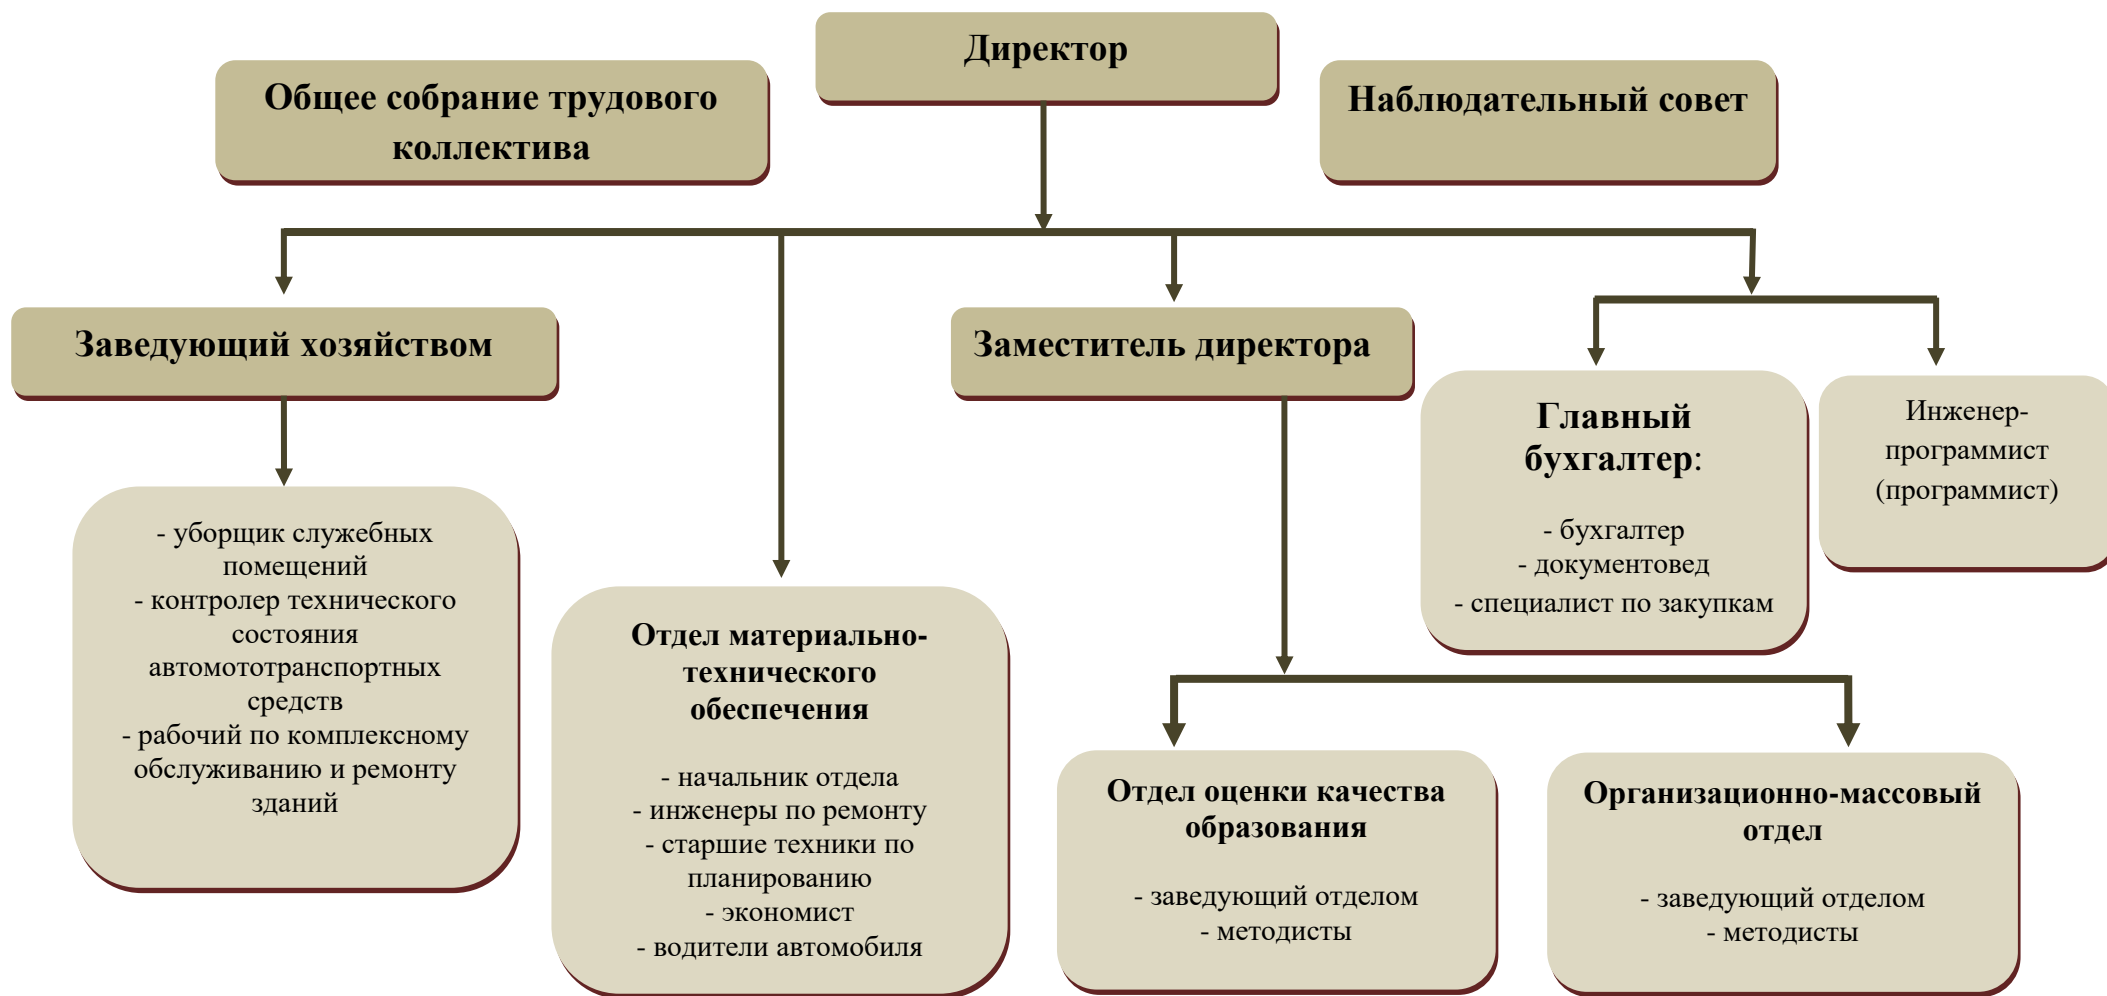 Директор
Общее собрание трудового
коллектива
Наблюдательный совет
Заведующий хозяйством
Заместитель директора
Главный
бухгалтер:
- бухгалтер
- документовед
- специалист по закупкам
Инженер-
программист
(программист)
- уборщик служебных
помещений
- контролер технического
состояния
автомототранспортных
средств
- рабочий по комплексному
обслуживанию и ремонту
зданий
Отдел материально-
технического
обеспечения
- начальник отдела
- инженеры по ремонту
- старшие техники по
планированию
- экономист
- водители автомобиля
Отдел оценки качества
образования
- заведующий отделом
- методисты
Организационно-массовый
отдел
- заведующий отделом
- методисты